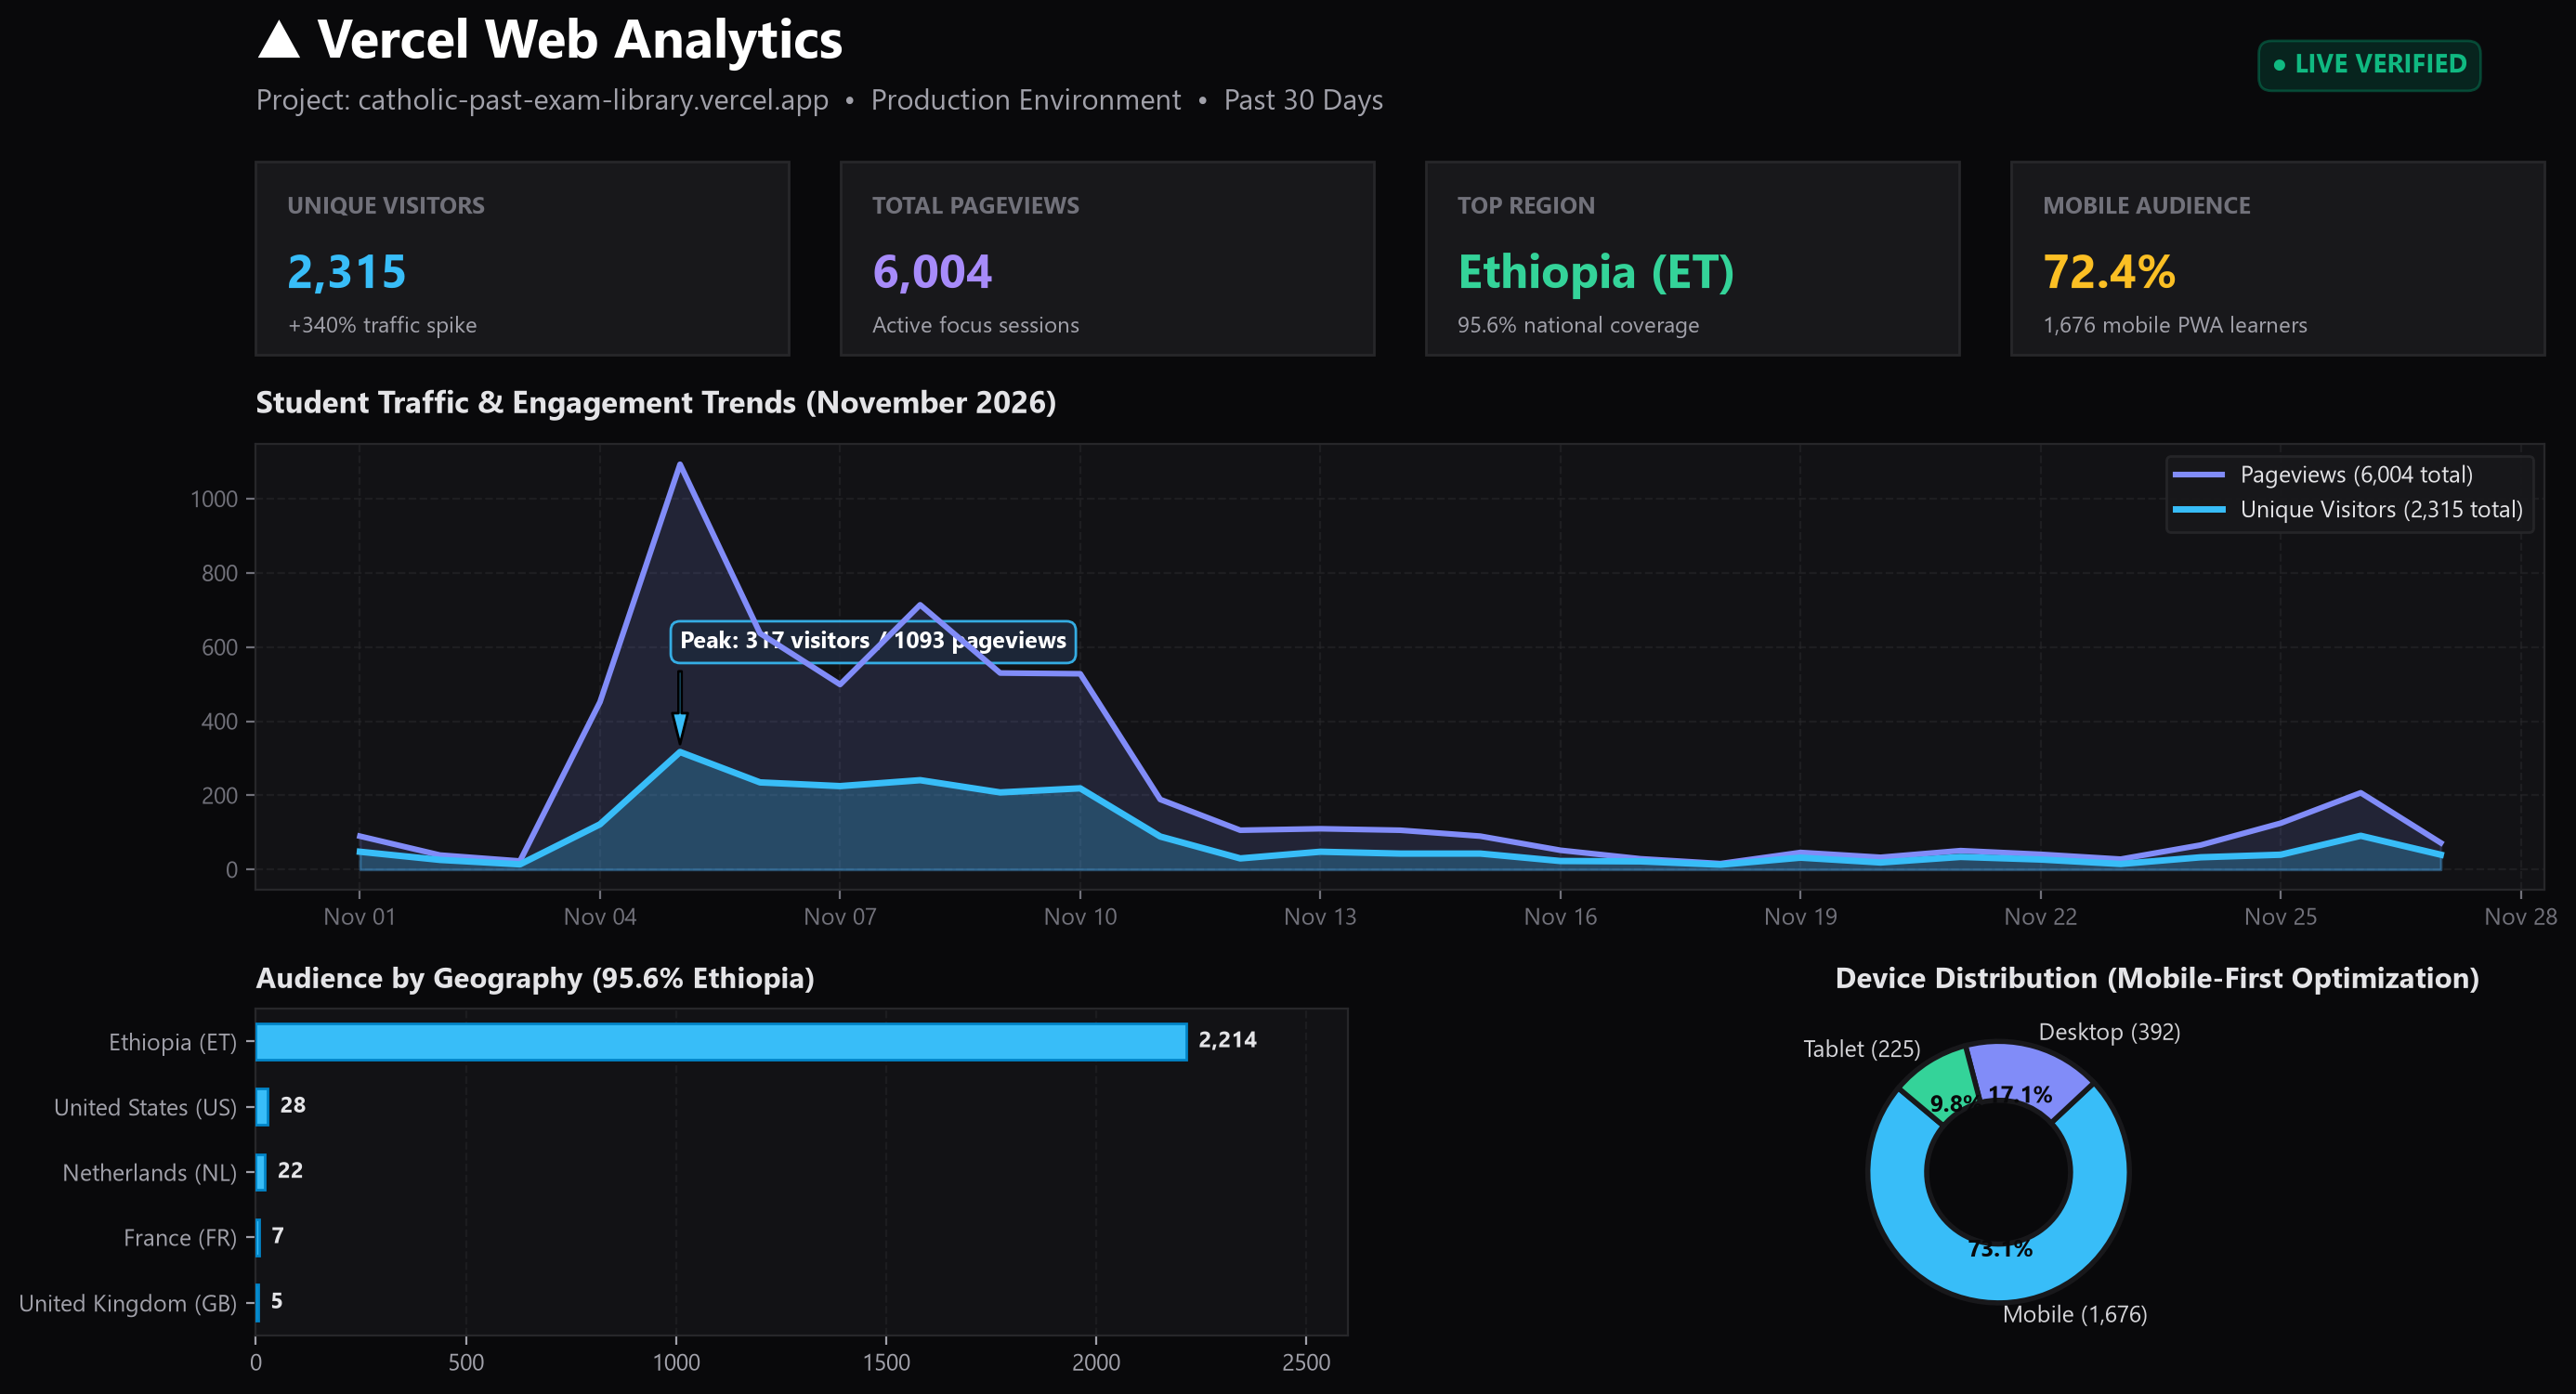 ▲ Vercel Web Analytics
Project: catholic-past-exam-library.vercel.app • Production Environment • Past 30 Days
● LIVE VERIFIED
UNIQUE VISITORS
2,315
+340% traffic spike
TOTAL PAGEVIEWS
6,004
Active focus sessions
TOP REGION
Ethiopia (ET)
95.6% national coverage
MOBILE AUDIENCE
72.4%
1,676 mobile PWA learners
Student Traffic & Engagement Trends (November 2026)
Pageviews (6,004 total)
Unique Visitors (2,315 total)
1000
800
600
400
200
0
Peak: 317 visitors / 1093 pageviews
Nov 01 Nov 04 Nov 07 Nov 10 Nov 13 Nov 16 Nov 19 Nov 22 Nov 25 Nov 28
Audience by Geography (95.6% Ethiopia)
Ethiopia (ET) 2,214
United States (US) 28
Netherlands (NL) 22
France (FR) 7
United Kingdom (GB) 5
0 500 1000 1500 2000 2500
Device Distribution (Mobile-First Optimization)
Desktop (392)
Tablet (225)
17.1%
9.8%
73.1%
Mobile (1,676)